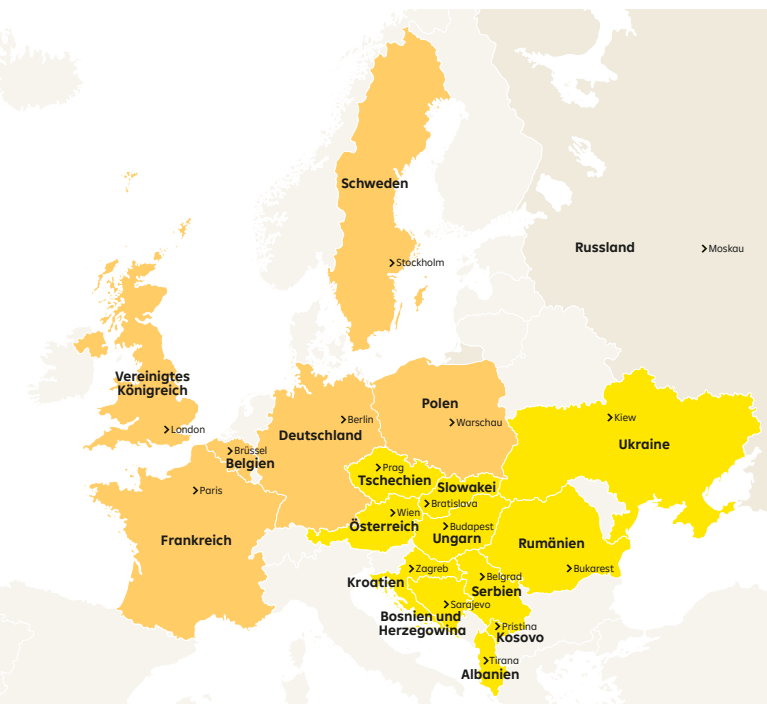 Schweden
Stockholm
Russland
Moskau
Vereinigtes
Königreich
London
Polen
Warschau
Berlin
Deutschland
Kiew
Ukraine
Brüssel
Belgien
Paris
Frankreich
Prag
Tschechien
Slowakei
Bratislava
Wien
Österreich
Budapest
Ungarn
Rumänien
Bukarest
Zagreb
Kroatien
Belgrad
Serbien
Sarajevo
Bosnien und
Herzegowina
Pristina
Kosovo
Tirana
Albanien